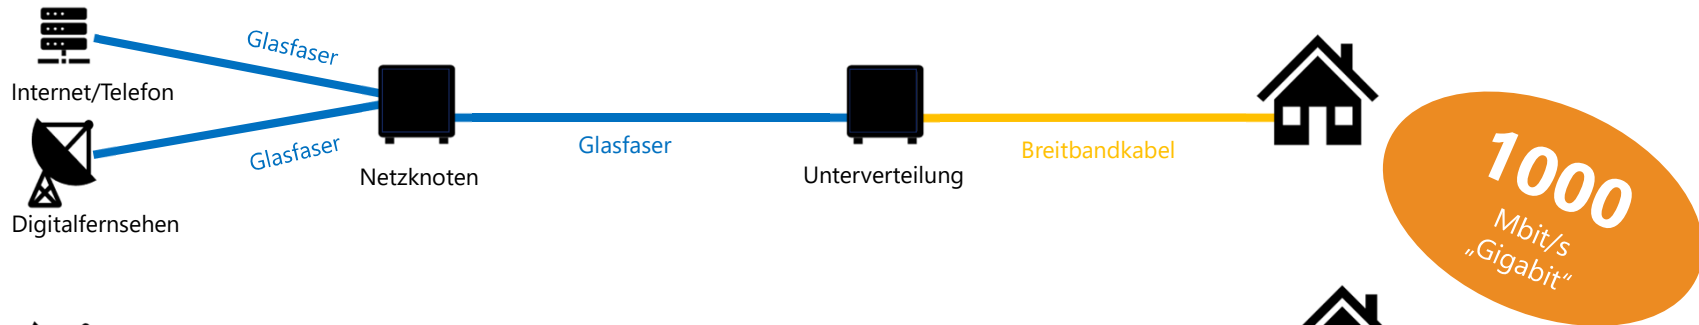 Glasfaser
Internet/Telefon
Glasfaser
Glasfaser
Breitbandkabel
Netzknoten
Unterverteilung
Digitalfernsehen
1000
Mbit/s
„Gigabit“